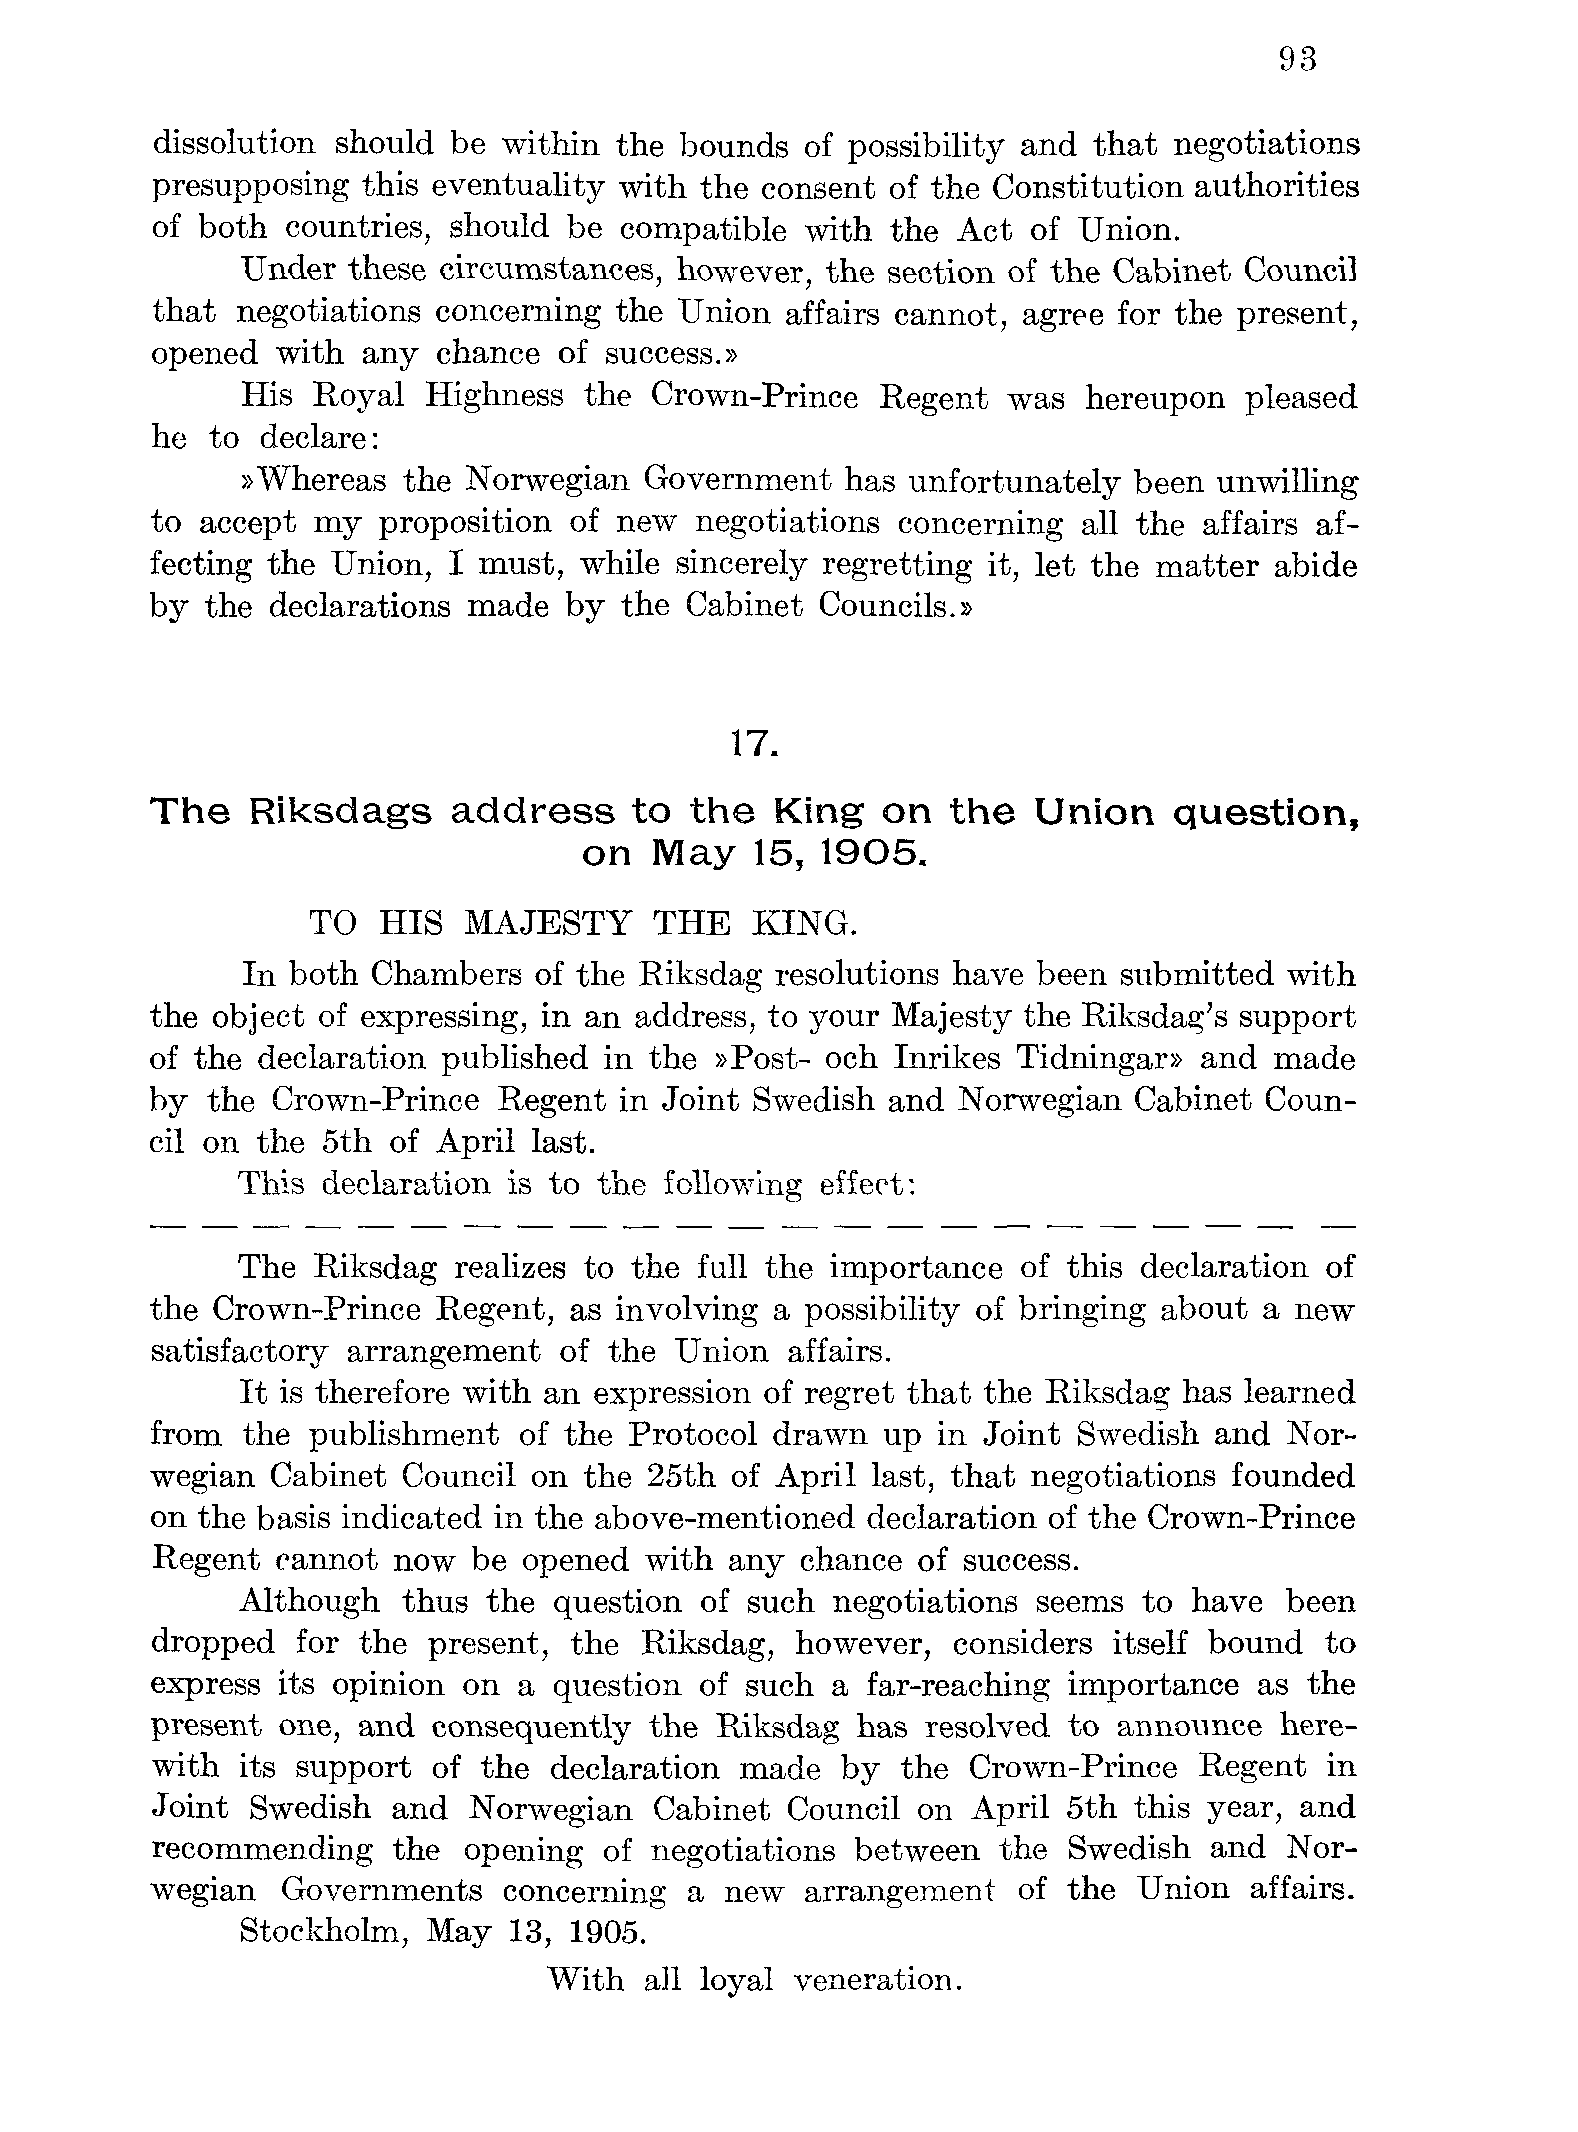 93
dissolution should be within the bounds of possibility and that negotiations
presupposing this eventuality with the consent of the Constitution authorities
of both countries, should be compatible with the Act of Union.
Under these circumstances, however, the section of the Cabinet Council
that negotiations concerning the Union affairs cannot, agree for the present,
opened with any chance of success.»
His Royal Highness the Crown-Prince Regent was hereupon pleased
he to declare:
»Whereas the Norwegian Government has unfortunately been unwilling
to accept my proposition of new negotiations concerning all the affairs af-
fecting the Union, I must, while sincerely regretting it, let the matter abide
by the declarations made by the Cabinet Councils.»
17.
The Riksdags address to the King on the Union question,
on May 15, 1905.
TO HIS MAJESTY THE KING.
In both Chambers of the Riksdag resolutions have been submitted with
the object of expressing, in an address, to your Majesty the Riksdag's support
of the declaration published in the »Post- och Inrikes Tidningar» and made
by the Crown-Prince Regent in Joint Swedish and Norwegian Cabinet Coun-
cil on the 5th of April last.
This declaration is to the following effect:
— — — — — — — — — — — — — — — — — — — — — — —
The Riksdag realizes to the full the importance of this declaration of
the Crown-Prince Regent, as involving a possibility of bringing about a new
satisfactory arrangement of the Union affairs.
It is therefore with an expression of regret that the Riksdag has learned
from the publishment of the Protocol drawn up in Joint Swedish and Nor-
wegian Cabinet Council on the 25th of April last, that negotiations founded
on the basis indicated in the above-mentioned declaration of the Crown-Prince
Regent cannot now be opened with any chance of success.
Although thus the question of such negotiations seems to have been
dropped for the present, the Riksdag, however, considers itself bound to
express its opinion on a question of such a far-reaching importance as the
present one, and consequently the Riksdag has resolved to announce here-
with its support of the declaration made by the Crown-Prince Regent in
Joint Swedish and Norwegian Cabinet Council on April 5th this year, and
recommending the opening of negotiations between the Swedish and Nor-
wegian Governments concerning a new arrangement of the Union affairs.
Stockholm, May 13, 1905.
With all loyal veneration.